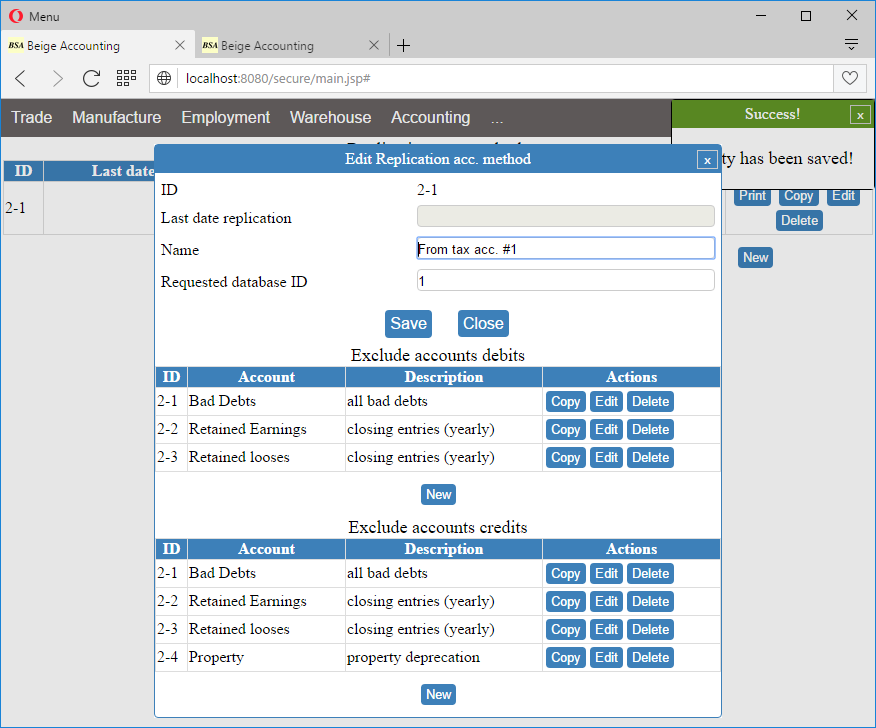 Menu
BSA Beige Accounting
BSA Beige Accounting
localhost:8080/secure/main.jsp#
Trade Manufacture Employment Warehouse Accounting ...
Success! x
ty has been saved!
ID Last date
2-1
Print Copy Edit
Delete
New
Edit Replication acc. method x
ID 2-1
Last date replication
Name From tax acc. #1
Requested database ID 1
Save Close
Exclude accounts debits
ID Account Description Actions
2-1 Bad Debts all bad debts Copy Edit Delete
2-2 Retained Earnings closing entries (yearly) Copy Edit Delete
2-3 Retained looses closing entries (yearly) Copy Edit Delete
New
Exclude accounts credits
ID Account Description Actions
2-1 Bad Debts all bad debts Copy Edit Delete
2-2 Retained Earnings closing entries (yearly) Copy Edit Delete
2-3 Retained looses closing entries (yearly) Copy Edit Delete
2-4 Property property deprecation Copy Edit Delete
New